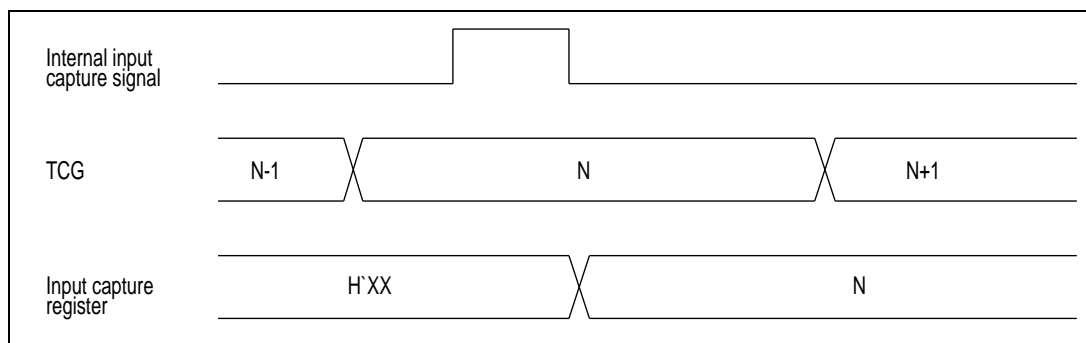 Internal input
capture signal
TCG
N-1
N
N+1
Input capture
register
H`XX
N